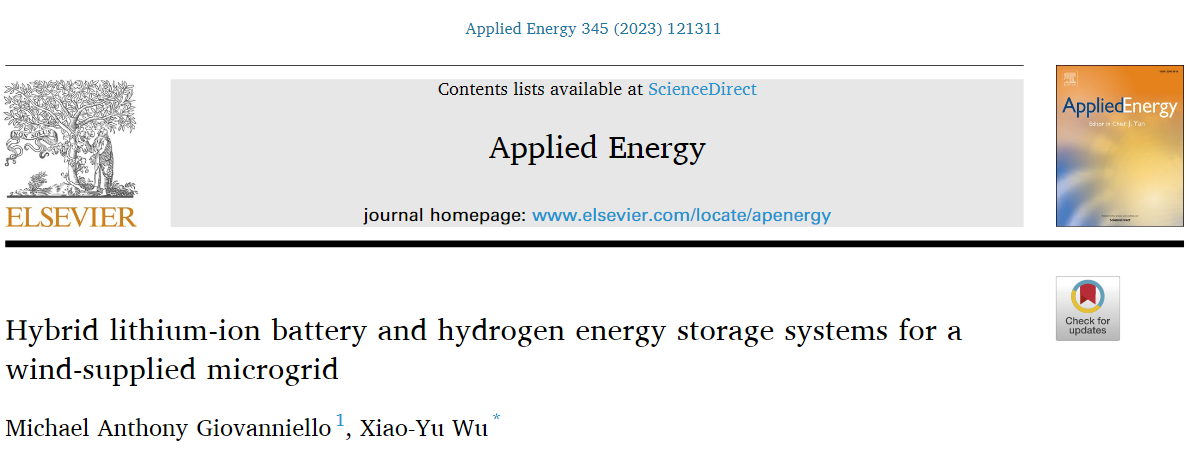 Applied Energy 345 (2023) 121311
Contents lists available at ScienceDirect
Applied Energy
journal homepage: www.elsevier.com/locate/apenergy
ELSEVIER
AppliedEnergy
Check for
updates
Hybrid lithium-ion battery and hydrogen energy storage systems for a
wind-supplied microgrid
Michael Anthony Giovanniello 1, Xiao-Yu Wu *